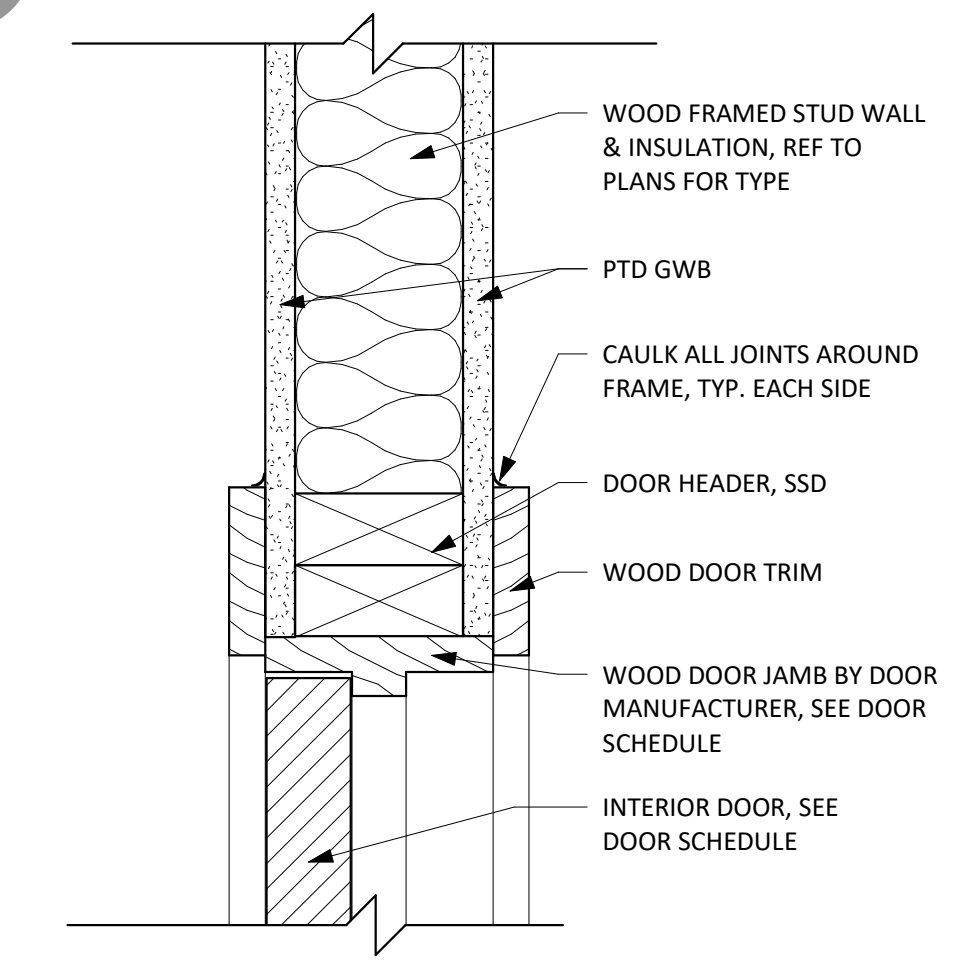 WOOD FRAMED STUD WALL
& INSULATION, REF TO
PLANS FOR TYPE
PTD GWB
CAULK ALL JOINTS AROUND
FRAME, TYP. EACH SIDE
DOOR HEADER, SSD
WOOD DOOR TRIM
WOOD DOOR JAMB BY DOOR
MANUFACTURER, SEE DOOR
SCHEDULE
INTERIOR DOOR, SEE
DOOR SCHEDULE